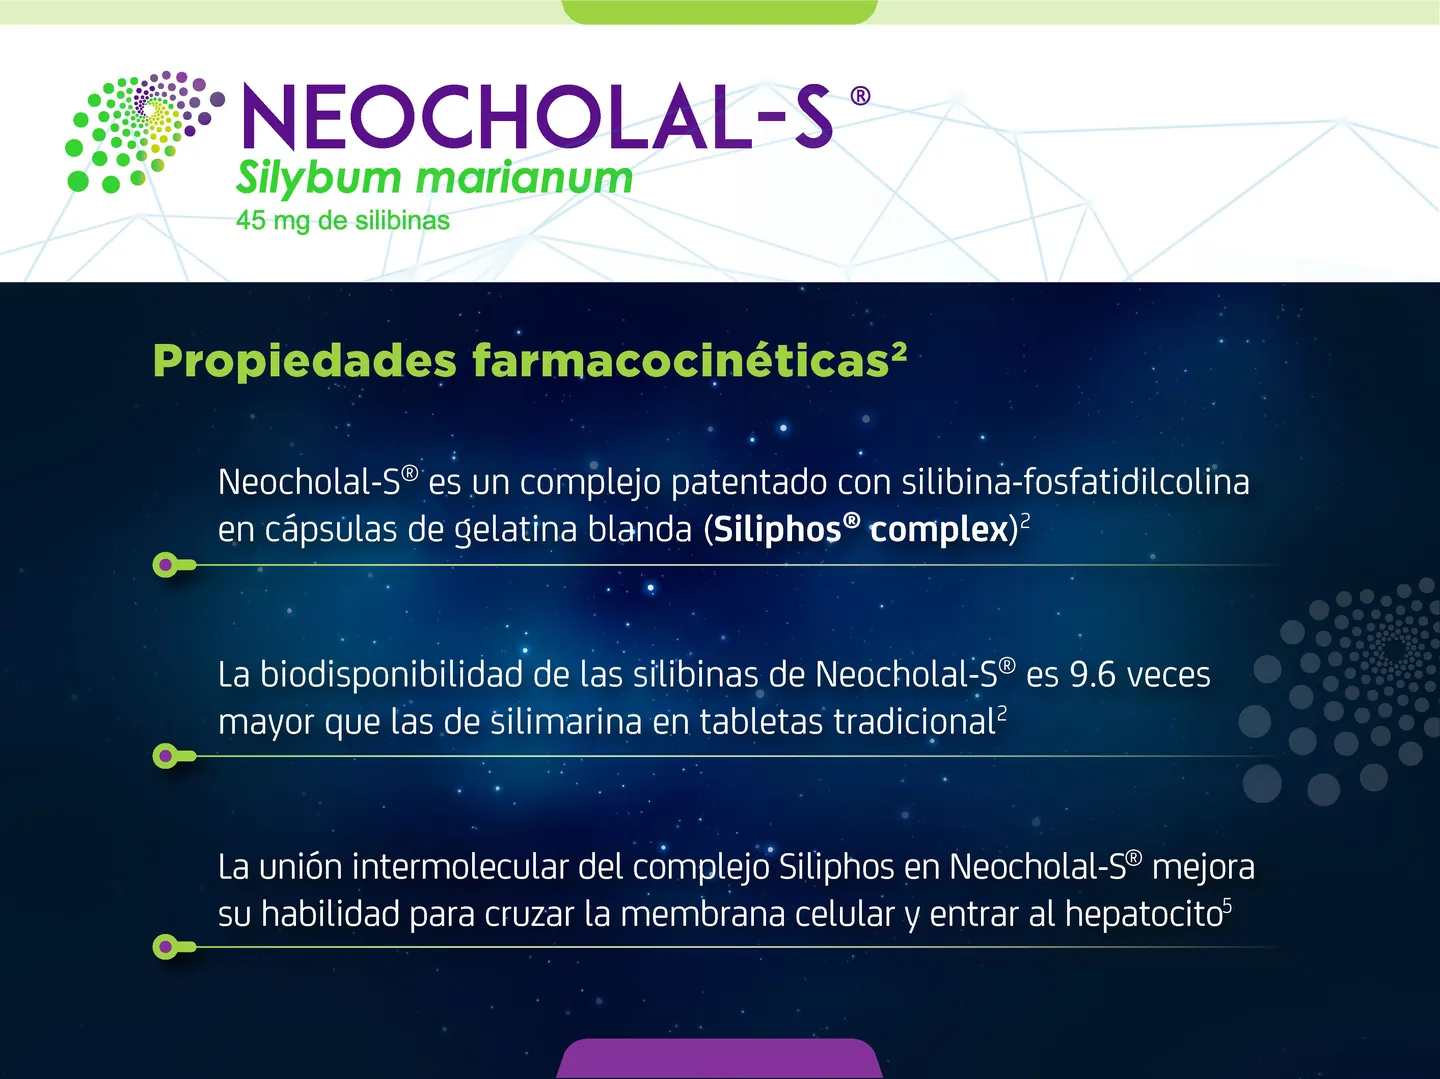 NEOCHOLAL-S®
Silybum marianum
45 mg de silibinas
Propiedades farmacocinéticas²
Neocholal-S® es un complejo patentado con silibina-fosfatidilcolina
en cápsulas de gelatina blanda (Siliphos® complex)²
La biodisponibilidad de las silibinas de Neocholal-S® es 9.6 veces
mayor que las de silimarina en tabletas tradicional²
La unión intermolecular del complejo Siliphos en Neocholal-S® mejora
su habilidad para cruzar la membrana celular y entrar al hepatocito⁵